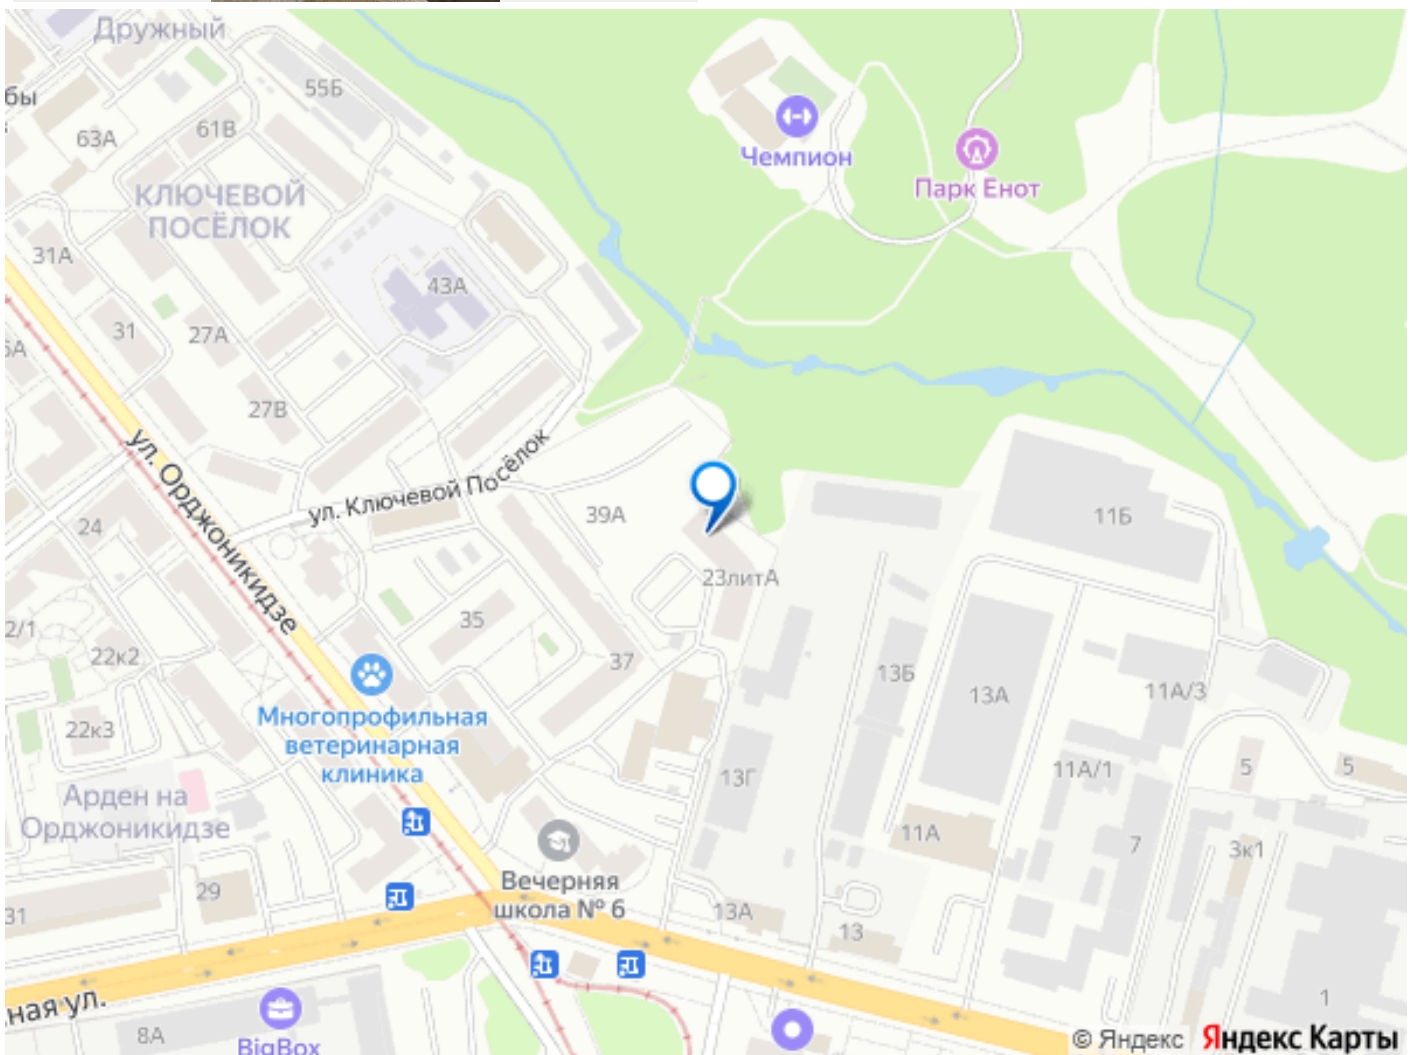 Дружный
55Б
бы
63А
61В
Чемпион
Парк Енот
КЛЮЧЕВОЙ
ПОСЁЛОК
31А
43А
31
27А
27В
ул. Орджоникидзе
ул. Ключевой Посёлок
39А
11Б
24
23литА
35
37
13Б
13А
11А/3
2/1
22к2
22к3
Многопрофильная
ветеринарная
клиника
13Г
11А/1
5
5
Арден на
Орджоникидзе
11А
7
3к1
Вечерняя
школа № 6
29
31
13А
13
ная ул.
8А
BigBox
1
© Яндекс Яндекс Карты